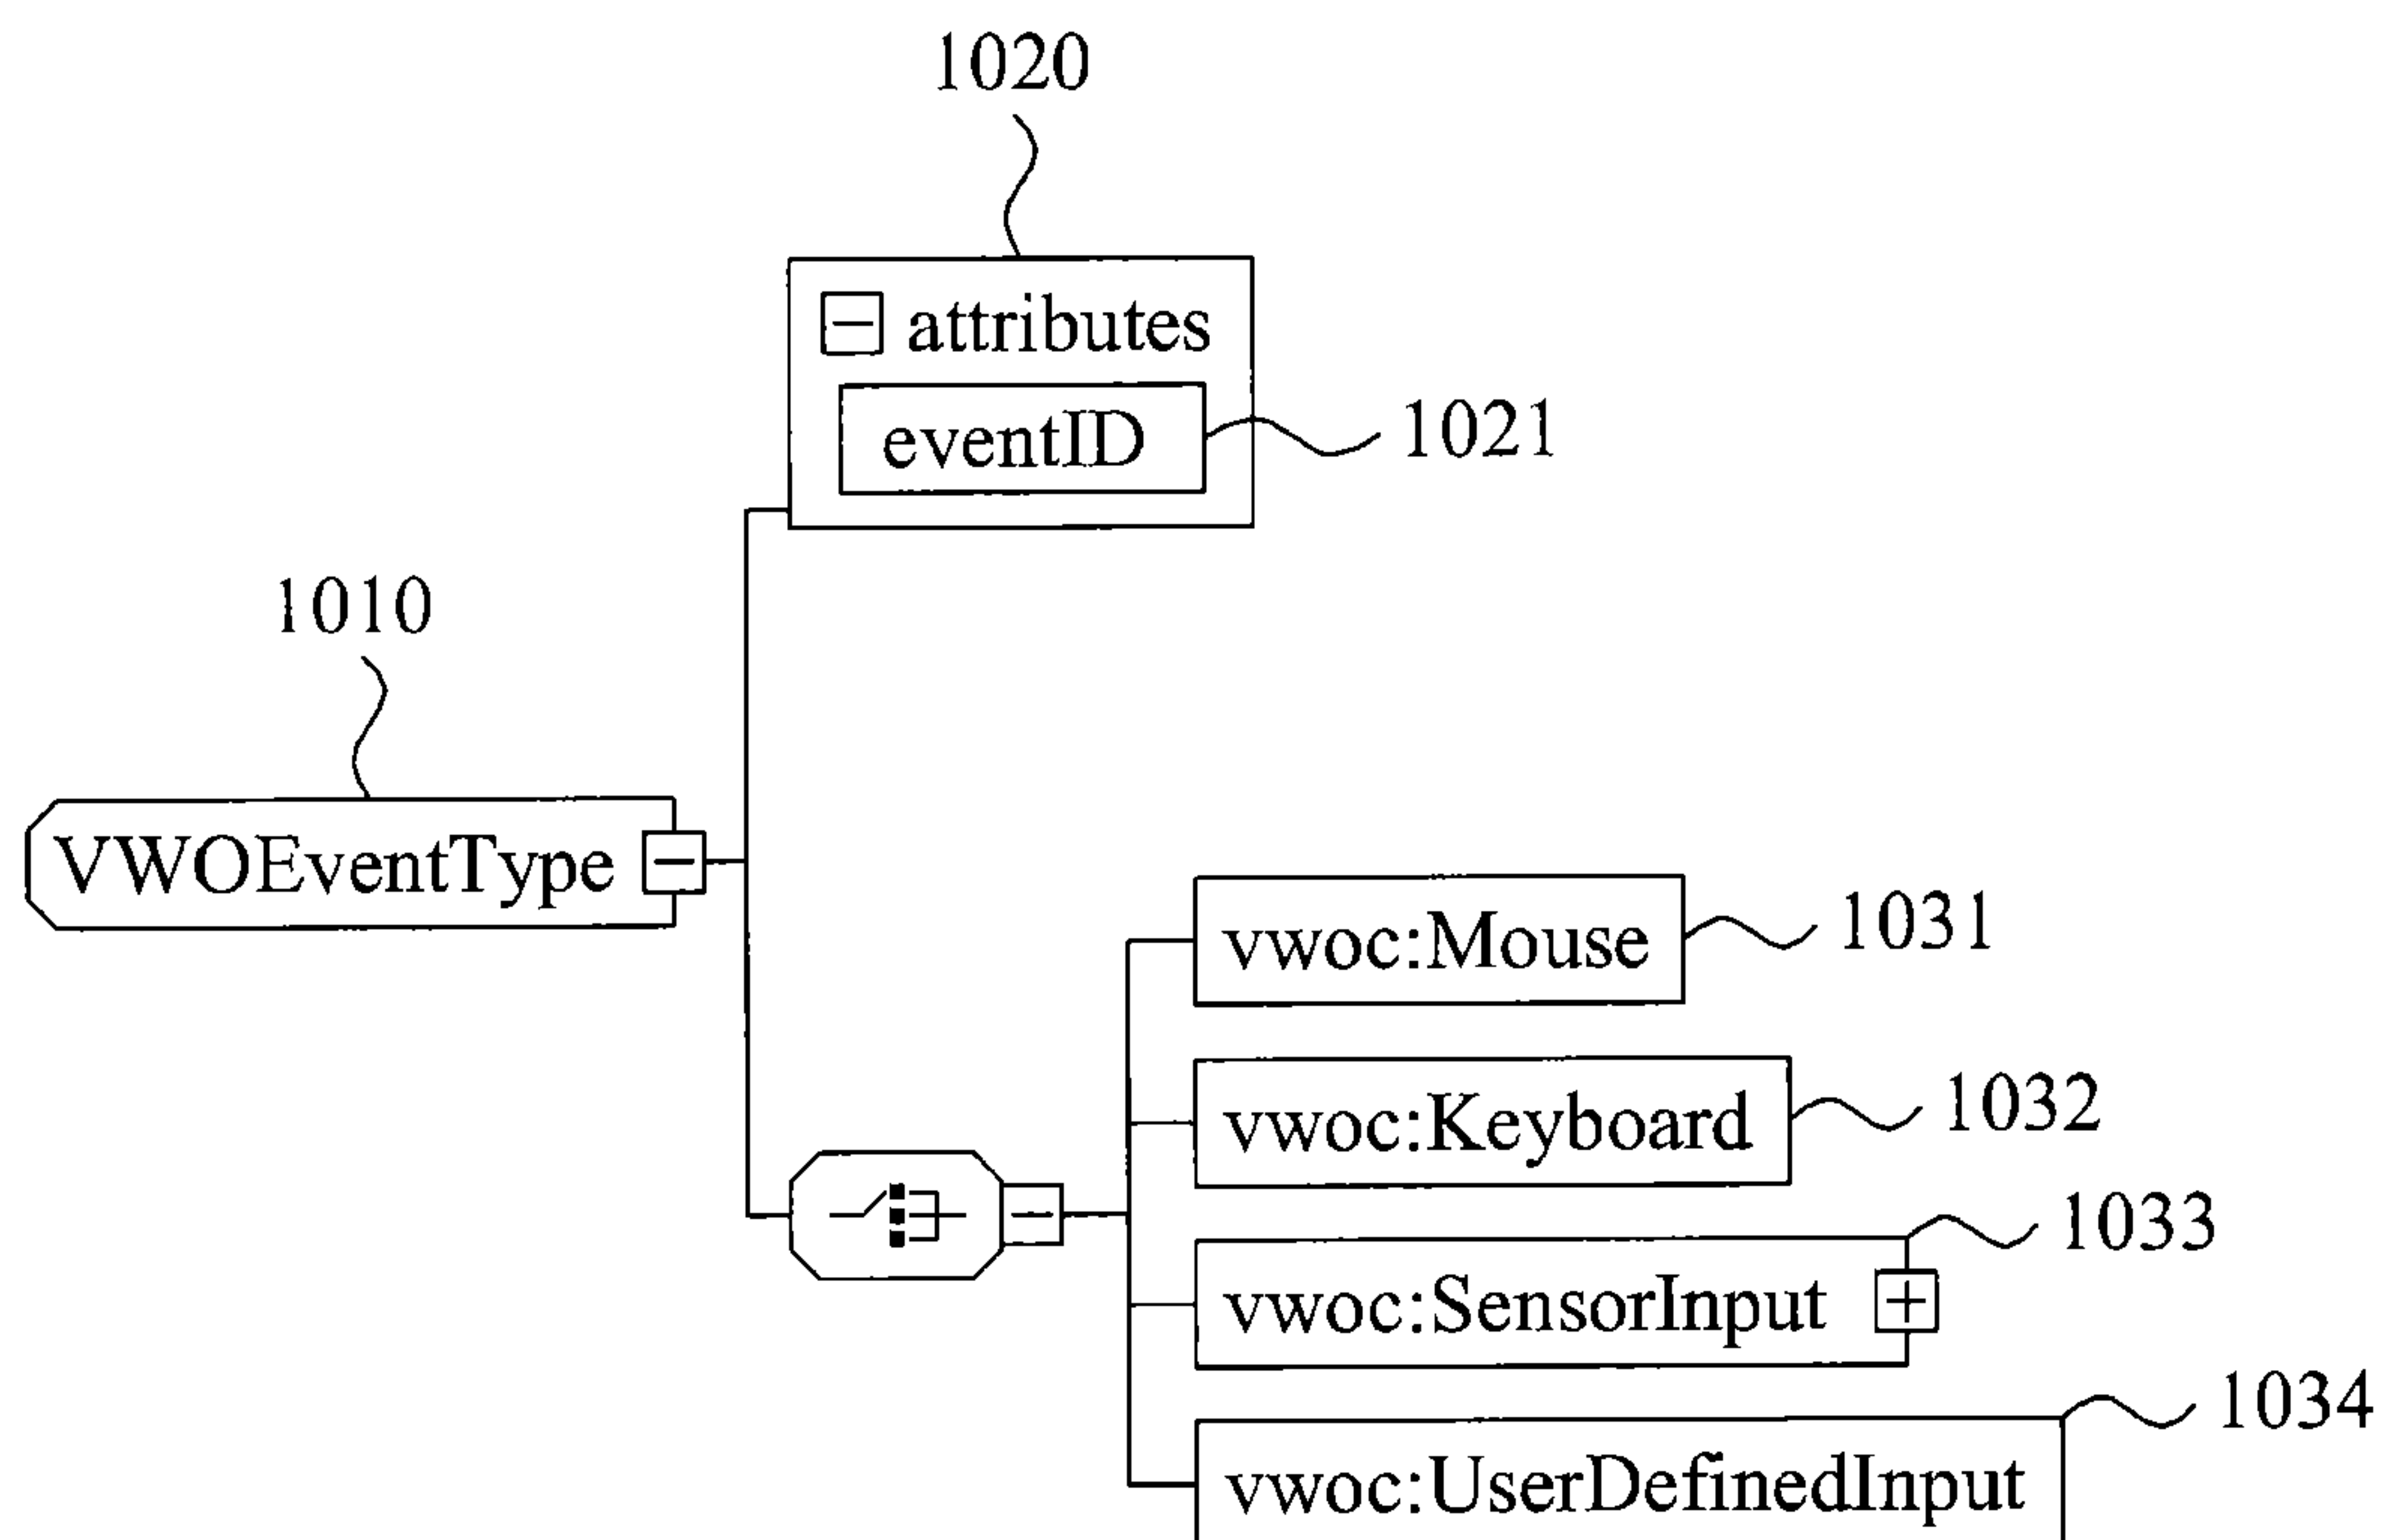 1020
attributes
eventID
1021
1010
VWOEventType
vwoc:Mouse
1031
vwoc:Keyboard
1032
1033
vwoc:SensorInput
1034
vwoc:UserDefinedInput